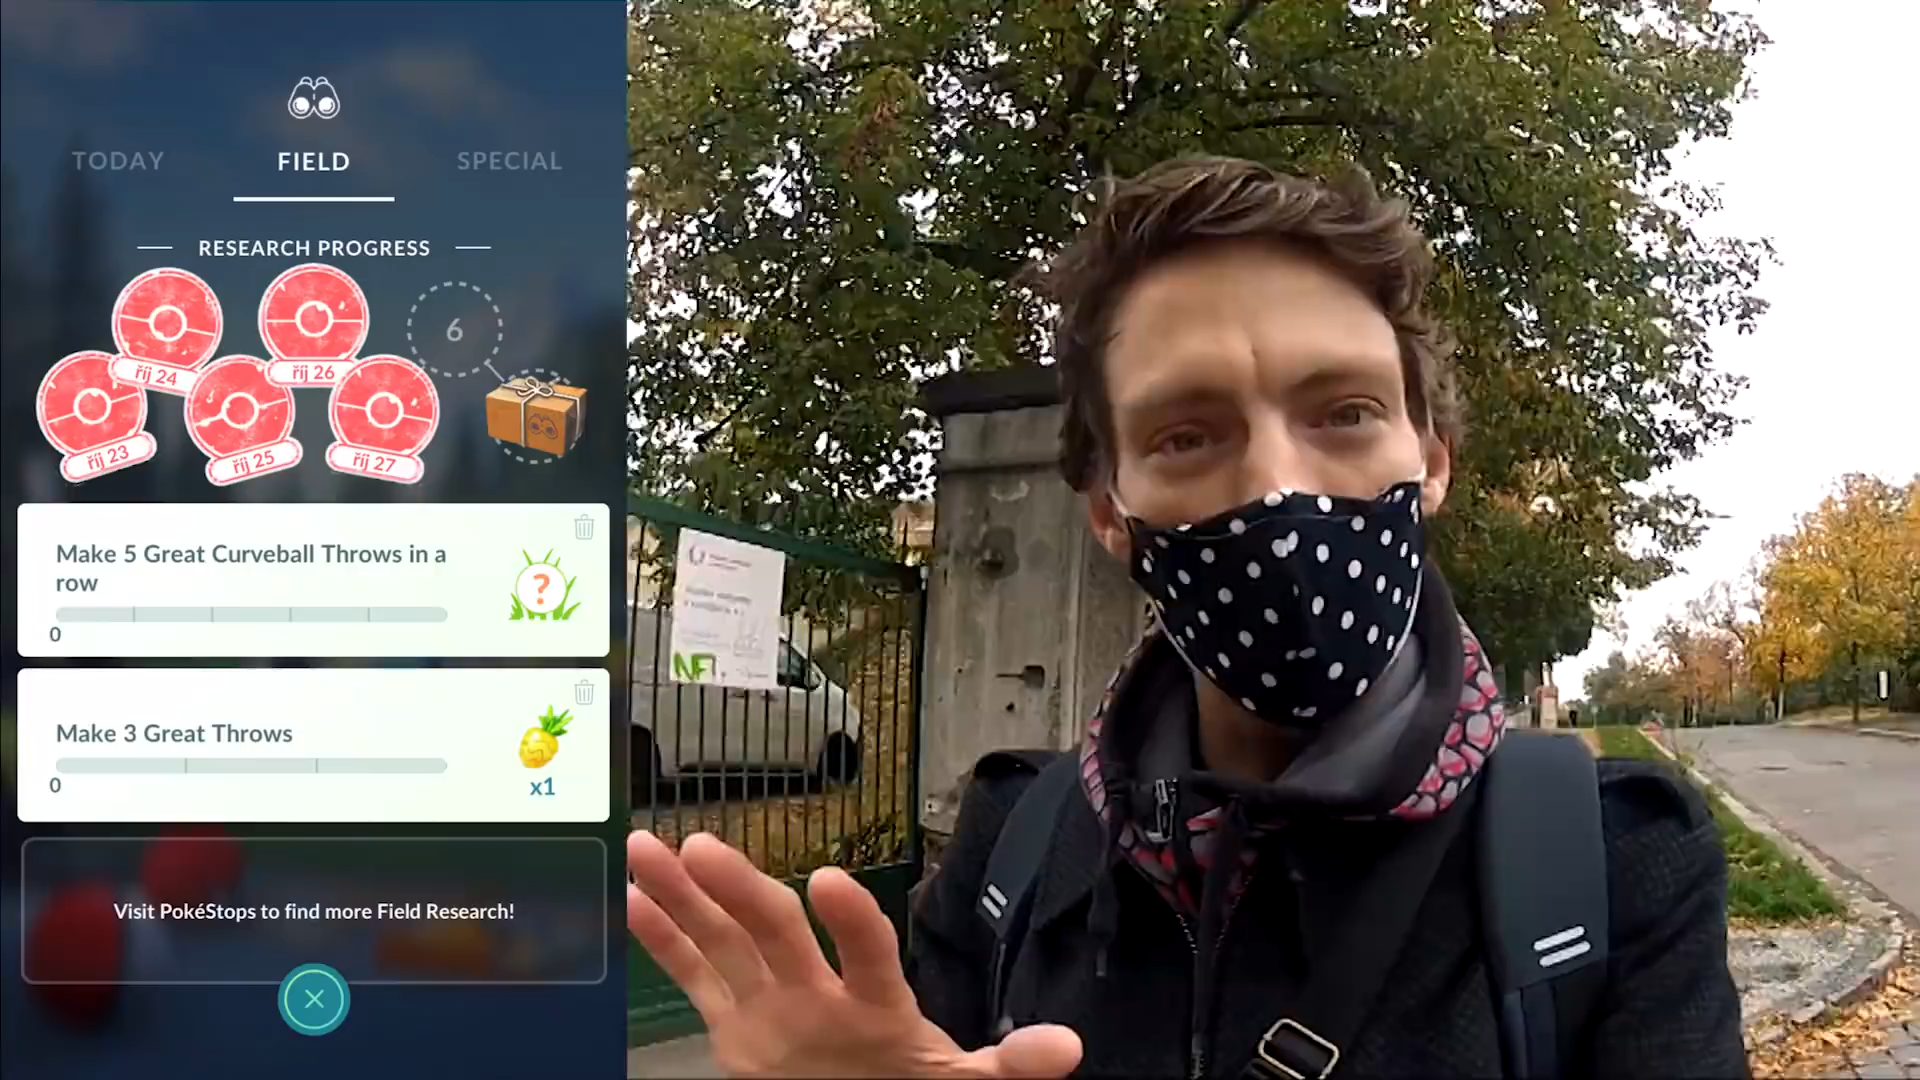 TODAY
FIELD
SPECIAL
RESEARCH PROGRESS
6
říj 24
říj 26
říj 23
říj 25
říj 27
Make 5 Great Curveball Throws in a
row
?
0
Make 3 Great Throws
0
x1
Visit PokéStops to find more Field Research!